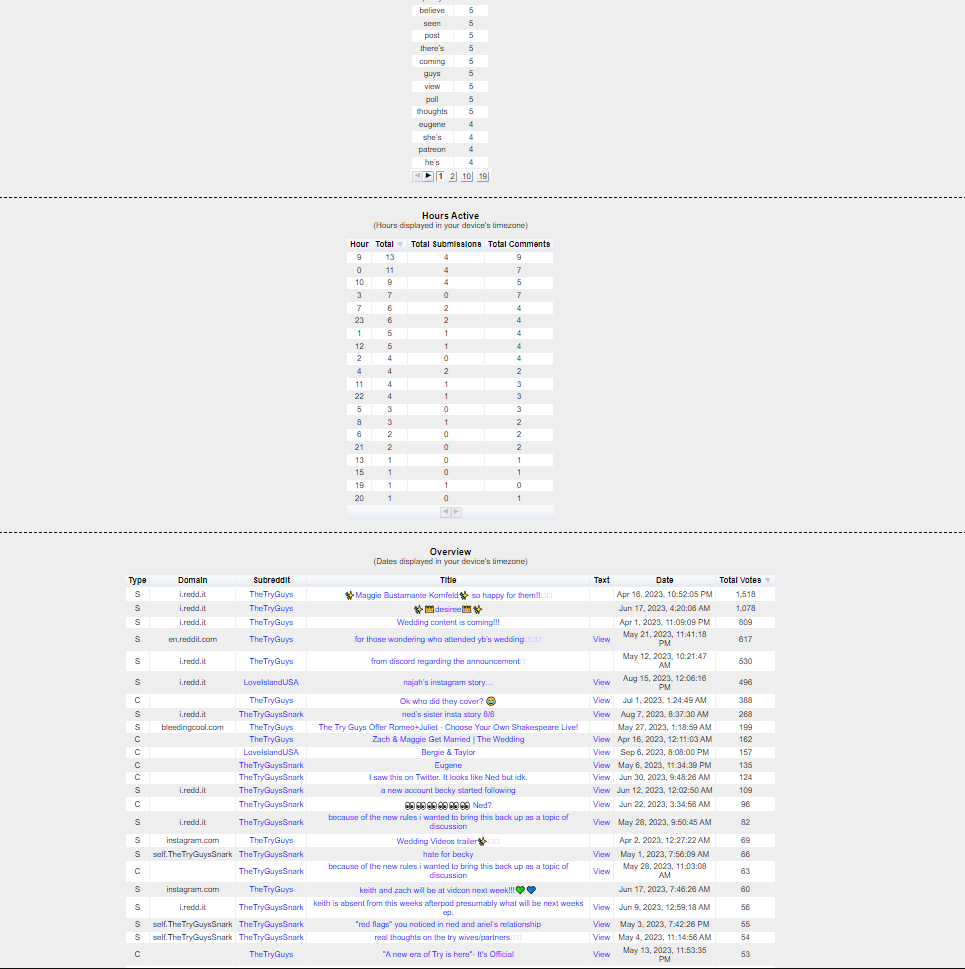 believe 5
seen 5
post 5
there's 5
coming 5
guys 5
view 5
poll 5
thoughts 5
eugene 4
she's 4
patreon 4
he's 4
1 2 10 19
Hours Active
(Hours displayed in your device's timezone)
Hour Total Total Submissions Total Comments
9 13 4 9
0 11 4 7
10 9 4 5
3 7 0 7
7 6 2 4
23 6 2 4
1 5 1 4
12 5 1 4
2 4 0 4
4 4 2 2
11 4 1 3
22 4 1 3
5 3 0 3
8 3 1 2
6 2 0 2
21 2 0 2
13 1 0 1
15 1 0 1
19 1 1 0
20 1 0 1
Overview
(Dates displayed in your device's timezone)
Type Domain Subreddit Title Text Date Total Votes
S i.redd.it TheTryGuys ✨Maggie Bustamante Kornfeld✨ so happy for them!! Apr 16, 2023, 10:52:05 PM 1,518
S i.redd.it TheTryGuys ✨👑desiree👑✨ Jun 17, 2023, 4:20:06 AM 1,078
S i.redd.it TheTryGuys Wedding content is coming!!! Apr 1, 2023, 11:09:09 PM 809
S en.reddit.com TheTryGuys for those wondering who attended yb's wedding View May 21, 2023, 11:41:18
PM 617
S i.redd.it TheTryGuys from discord regarding the announcement May 12, 2023, 10:21:47
AM 530
S i.redd.it LoveIslandUSA najah's instagram story… View Aug 15, 2023, 12:06:16
PM 496
C TheTryGuys Ok who did they cover? 😂 View Jul 1, 2023, 1:24:49 AM 388
S i.redd.it TheTryGuysSnark ned's sister insta story 8/6 View Aug 7, 2023, 8:37:30 AM 268
S bleedingcool.com TheTryGuys The Try Guys Offer Romeo+Juliet - Choose Your Own Shakespeare Live! View May 27, 2023, 1:18:59 AM 199
C TheTryGuys Zach & Maggie Get Married | The Wedding View Apr 16, 2023, 12:11:03 AM 162
C LoveIslandUSA Bergie & Taylor View Sep 6, 2023, 8:08:00 PM 157
C TheTryGuysSnark Eugene View May 6, 2023, 11:34:39 PM 135
C TheTryGuysSnark I saw this on Twitter. It looks like Ned but idk. View Jun 30, 2023, 9:48:26 AM 124
S i.redd.it TheTryGuysSnark a new account becky started following View Jun 12, 2023, 12:02:50 AM 109
C TheTryGuysSnark 👀👀👀👀👀👀 Ned? View Jun 22, 2023, 3:34:56 AM 96
S i.redd.it TheTryGuysSnark because of the new rules i wanted to bring this back up as a topic of
discussion View May 28, 2023, 9:50:45 AM 82
S instagram.com TheTryGuys Wedding Videos trailer✨ View Apr 2, 2023, 12:27:22 AM 69
S self.TheTryGuysSnark TheTryGuysSnark hate for becky View May 1, 2023, 7:56:09 AM 66
C TheTryGuysSnark because of the new rules i wanted to bring this back up as a topic of
discussion View May 28, 2023, 11:03:08
AM 63
S instagram.com TheTryGuys keith and zach will be at vidcon next week!!!💚💙 Jun 17, 2023, 7:46:26 AM 60
S i.redd.it TheTryGuysSnark keith is absent from this weeks afterpod presumably what will be next weeks
ep. View Jun 9, 2023, 12:59:18 AM 56
S self.TheTryGuysSnark TheTryGuysSnark "red flags" you noticed in ned and ariel's relationship View May 3, 2023, 7:42:26 PM 55
S self.TheTryGuysSnark TheTryGuysSnark real thoughts on the try wives/partners View May 4, 2023, 11:14:56 AM 54
C TheTryGuys "A new era of Try is here"- It's Official View May 13, 2023, 11:53:35
PM 53